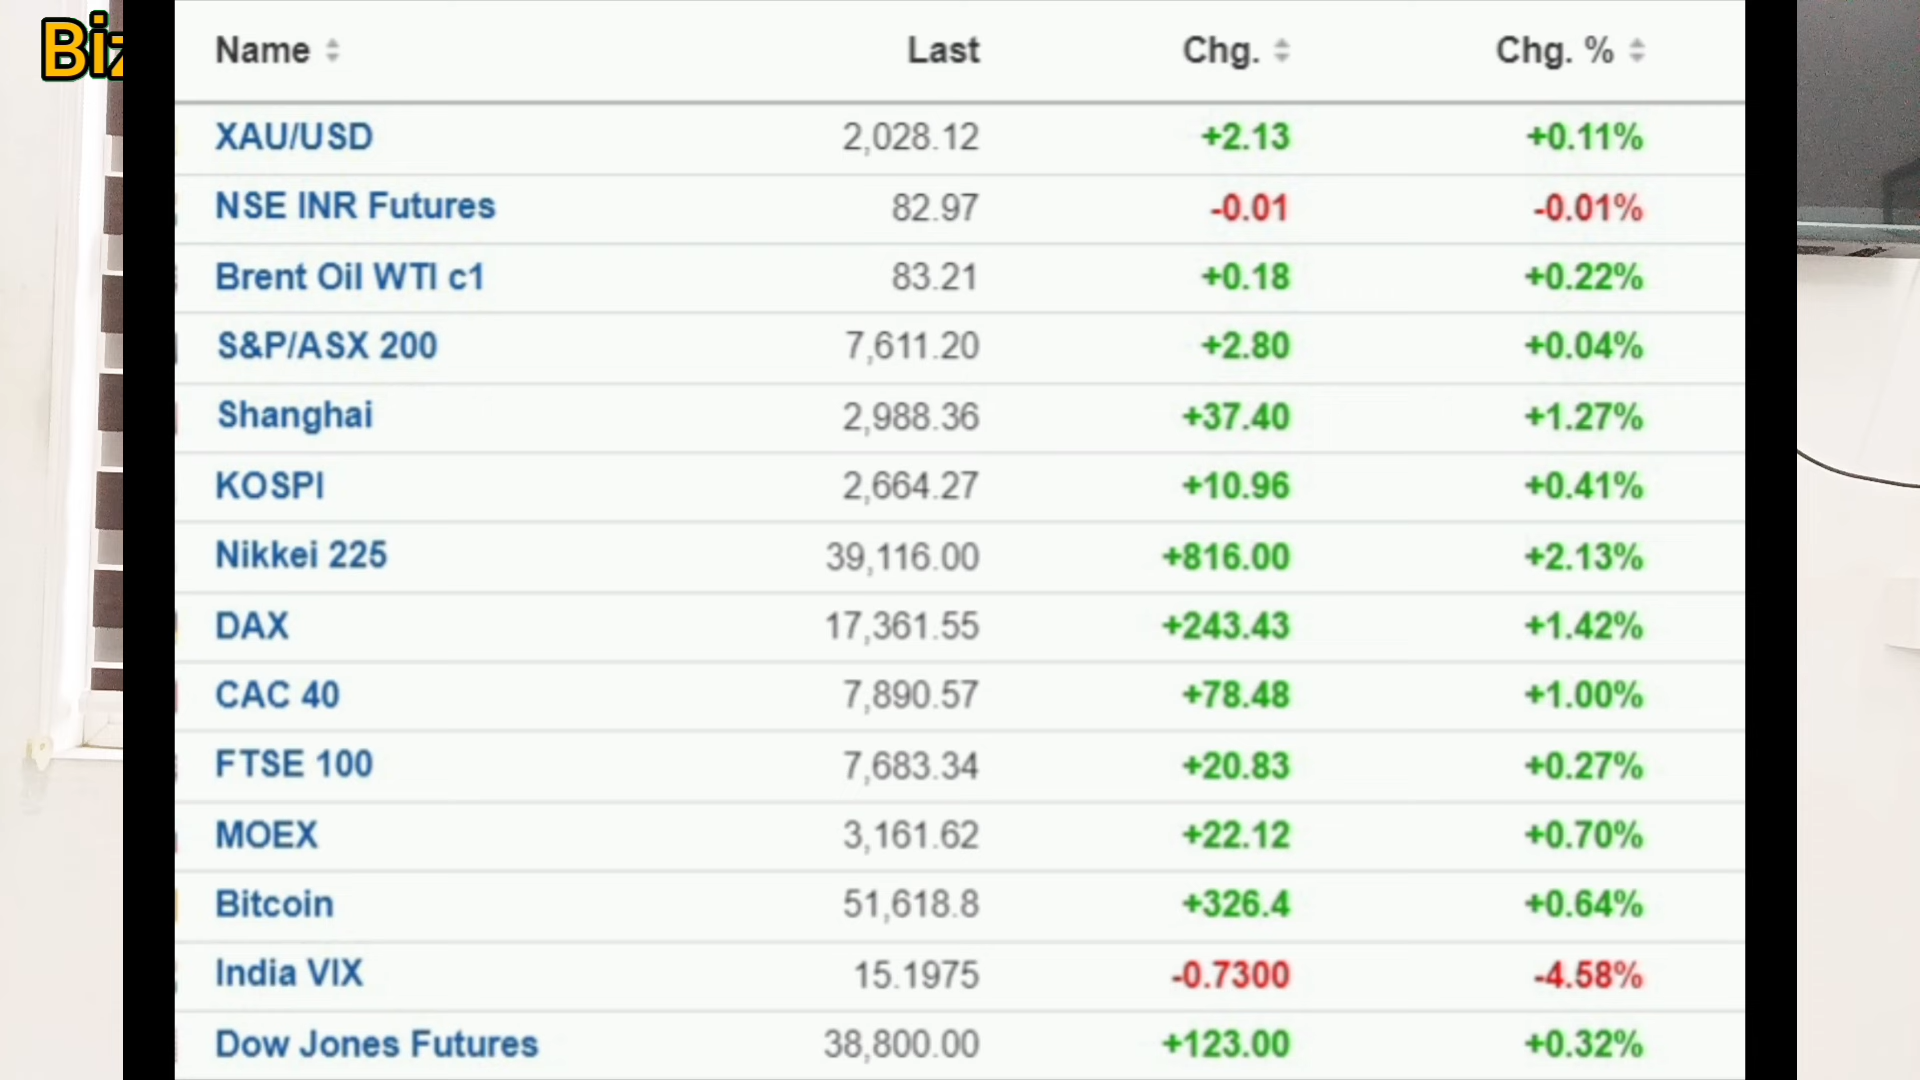 Name Last Chg. Chg. %
XAU/USD 2,028.12 +2.13 +0.11%
NSE INR Futures 82.97 -0.01 -0.01%
Brent Oil WTI c1 83.21 +0.18 +0.22%
S&P/ASX 200 7,611.20 +2.80 +0.04%
Shanghai 2,988.36 +37.40 +1.27%
KOSPI 2,664.27 +10.96 +0.41%
Nikkei 225 39,116.00 +816.00 +2.13%
DAX 17,361.55 +243.43 +1.42%
CAC 40 7,890.57 +78.48 +1.00%
FTSE 100 7,683.34 +20.83 +0.27%
MOEX 3,161.62 +22.12 +0.70%
Bitcoin 51,618.8 +326.4 +0.64%
India VIX 15.1975 -0.7300 -4.58%
Dow Jones Futures 38,800.00 +123.00 +0.32%